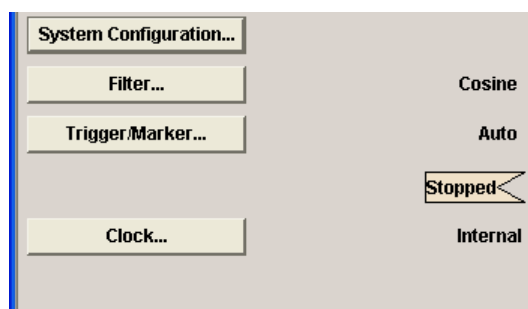 System Configuration...
Filter... Cosine
Trigger/Marker... Auto
Stopped
Clock... Internal